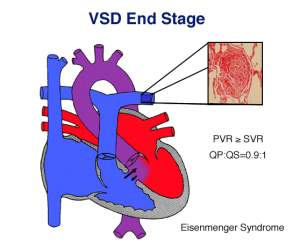 VSD End Stage
PVR ≥ SVR
QP:QS=0.9:1
Eisenmenger Syndrome